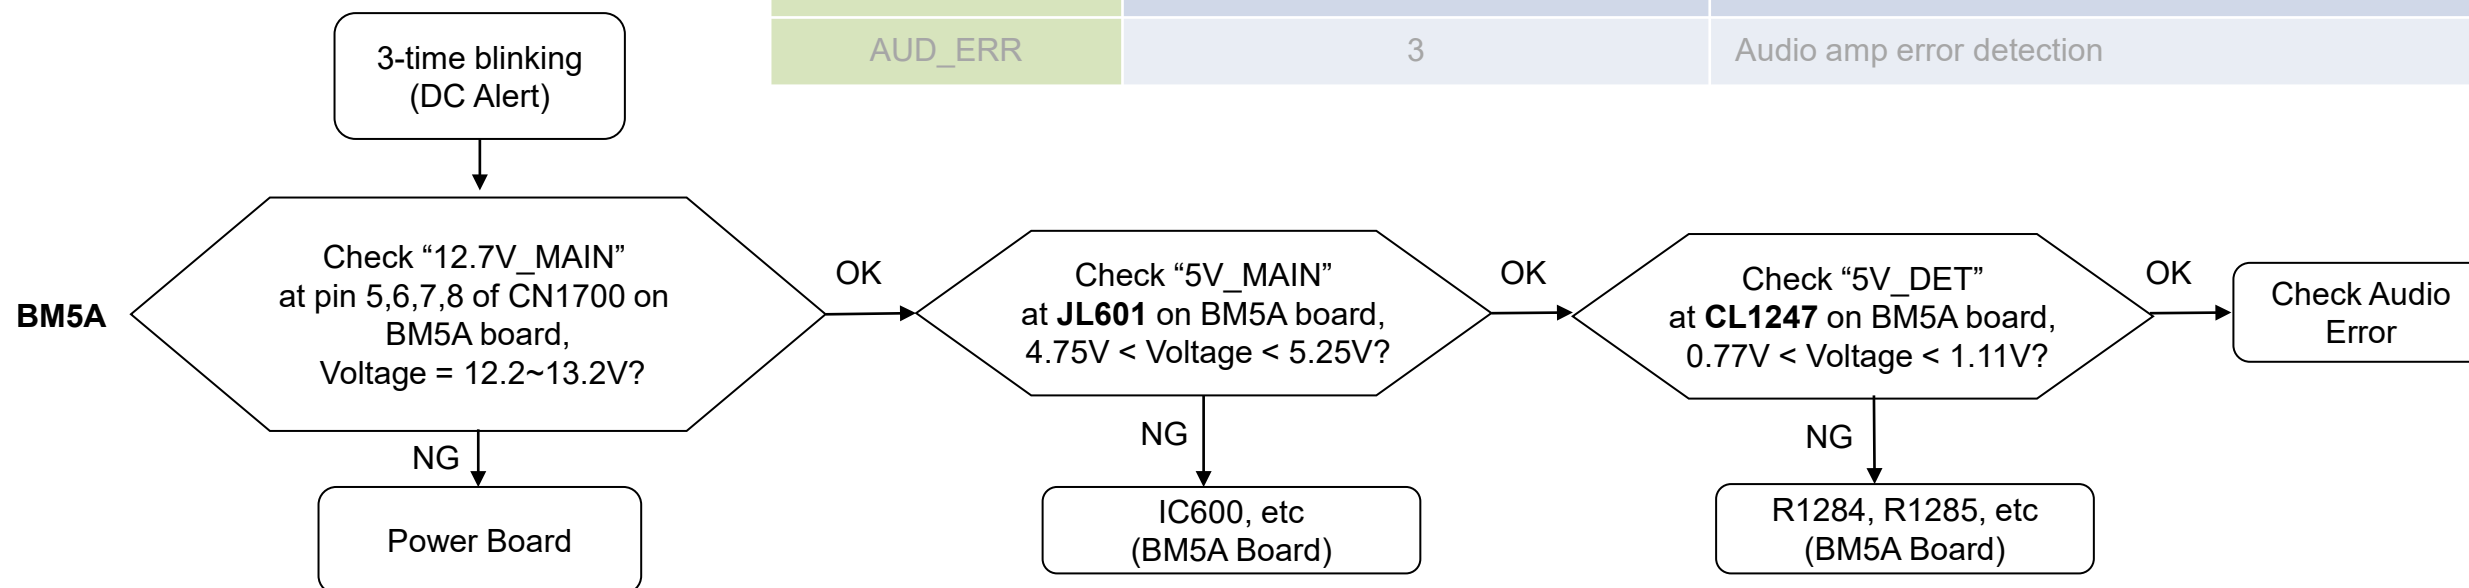 AUD_ERR 3 Audio amp error detection
3-time blinking
(DC Alert)
BM5A
Check “12.7V_MAIN”
at pin 5,6,7,8 of CN1700 on
BM5A board,
Voltage = 12.2~13.2V?
OK
NG
Power Board
Check “5V_MAIN”
at JL601 on BM5A board,
4.75V < Voltage < 5.25V?
OK
NG
IC600, etc
(BM5A Board)
Check “5V_DET”
at CL1247 on BM5A board,
0.77V < Voltage < 1.11V?
OK
NG
R1284, R1285, etc
(BM5A Board)
Check Audio
Error